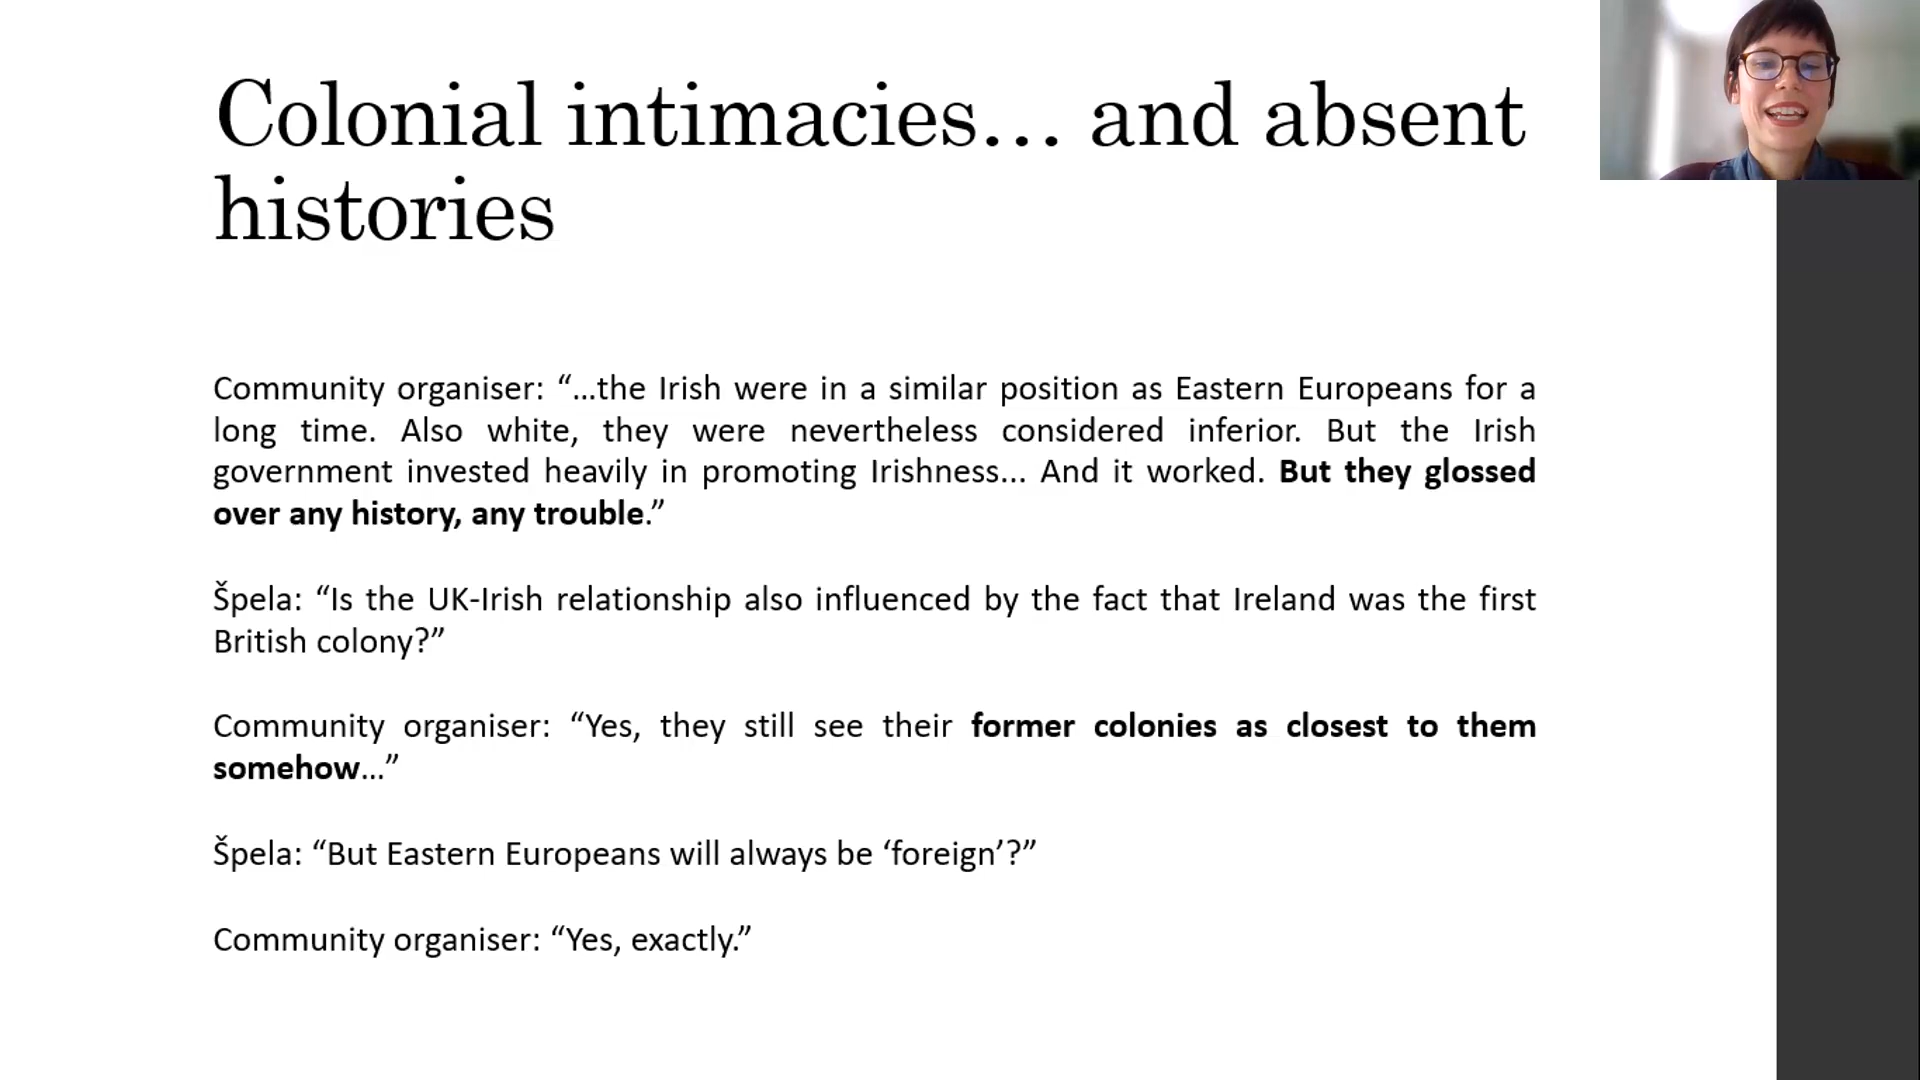 Colonial intimacies… and absent
histories
Community organiser: “…the Irish were in a similar position as Eastern Europeans for a
long time. Also white, they were nevertheless considered inferior. But the Irish
government invested heavily in promoting Irishness… And it worked. But they glossed
over any history, any trouble.”
Špela: “Is the UK-Irish relationship also influenced by the fact that Ireland was the first
British colony?”
Community organiser: “Yes, they still see their former colonies as closest to them
somehow…”
Špela: “But Eastern Europeans will always be ‘foreign’?”
Community organiser: “Yes, exactly.”